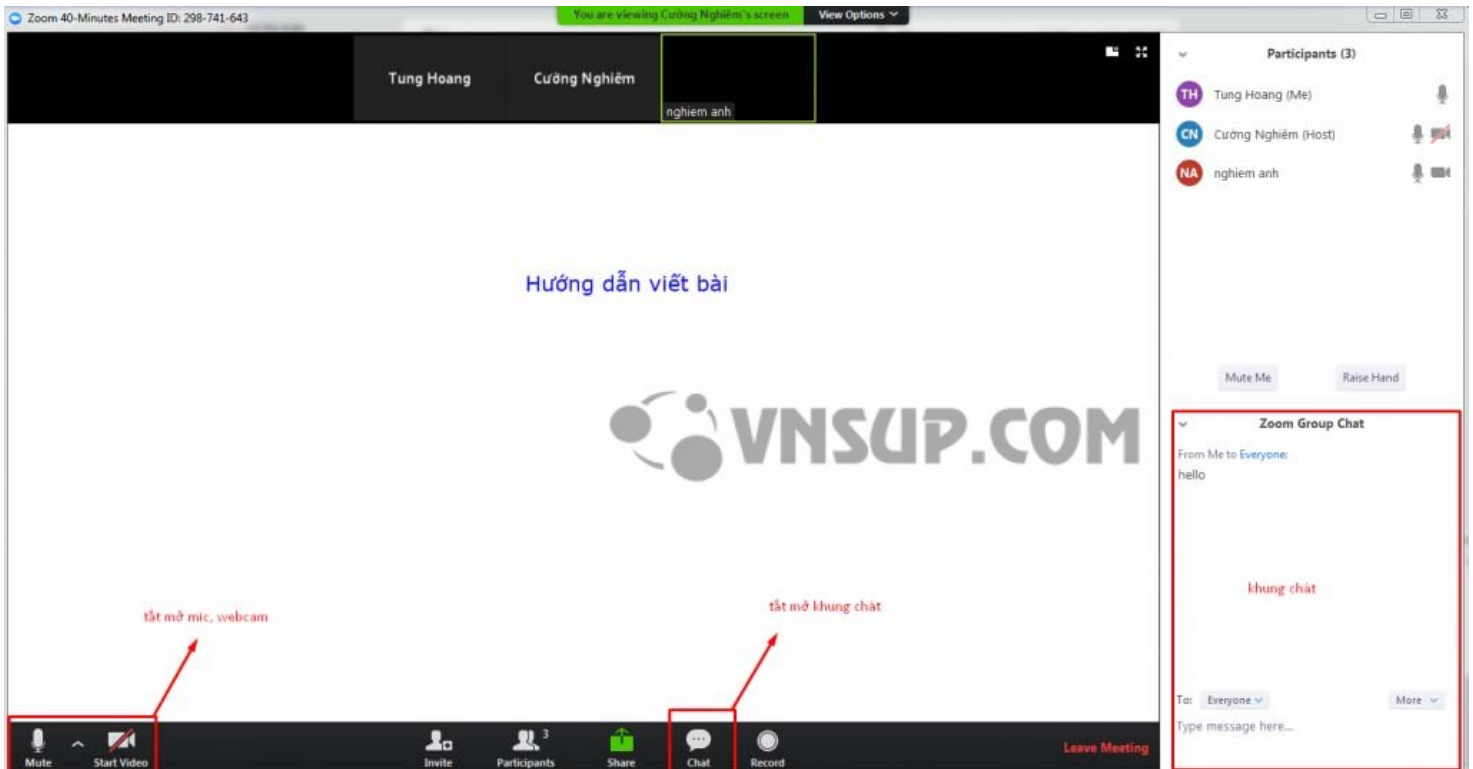 Zoom 40-Minutes Meeting ID: 298-741-643
You are viewing Cường Nghiêm's screen
View Options
Tung Hoang
Cường Nghiêm
nghiem anh
Participants (3)
TH Tung Hoang (Me)
CN Cường Nghiêm (Host)
NA nghiem anh
Hướng dẫn viết bài
VNSUP.COM
Mute Me
Raise Hand
Zoom Group Chat
From Me to Everyone:
hello
khung chát
tắt mở mic, webcam
tắt mở khung chát
To: Everyone
More
Type message here...
Mute
Start Video
Invite
3
Participants
Share
Chat
Record
Leave Meeting